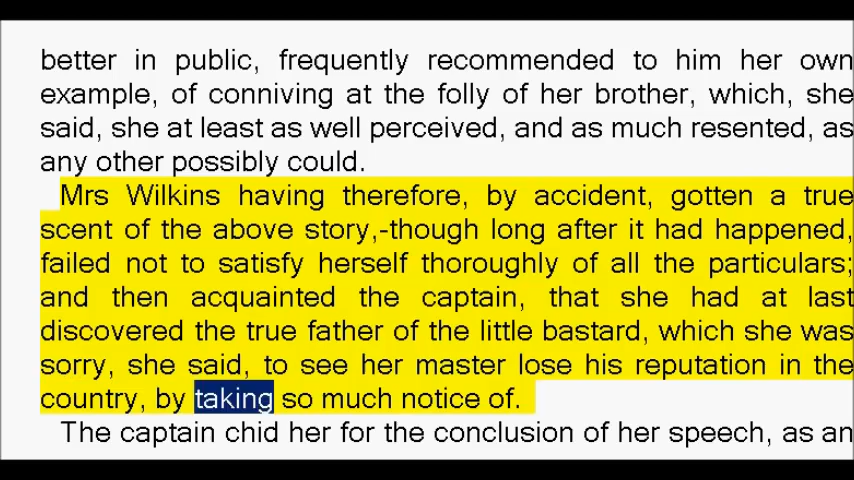 better in public, frequently recommended to him her own
example, of conniving at the folly of her brother, which, she
said, she at least as well perceived, and as much resented, as
any other possibly could.
Mrs Wilkins having therefore, by accident, gotten a true
scent of the above story,-though long after it had happened,
failed not to satisfy herself thoroughly of all the particulars;
and then acquainted the captain, that she had at last
discovered the true father of the little bastard, which she was
sorry, she said, to see her master lose his reputation in the
country, by taking so much notice of.
The captain chid her for the conclusion of her speech, as an